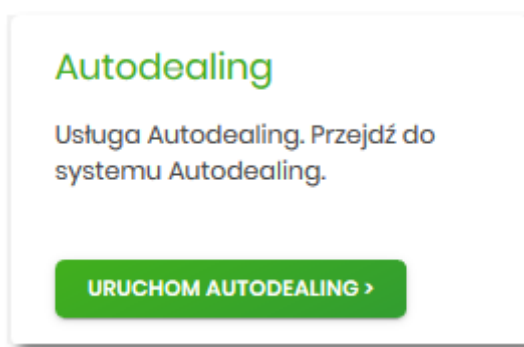 Autodealing
Usługa Autodealing. Przejdź do
systemu Autodealing.
URUCHOM AUTODEALING >